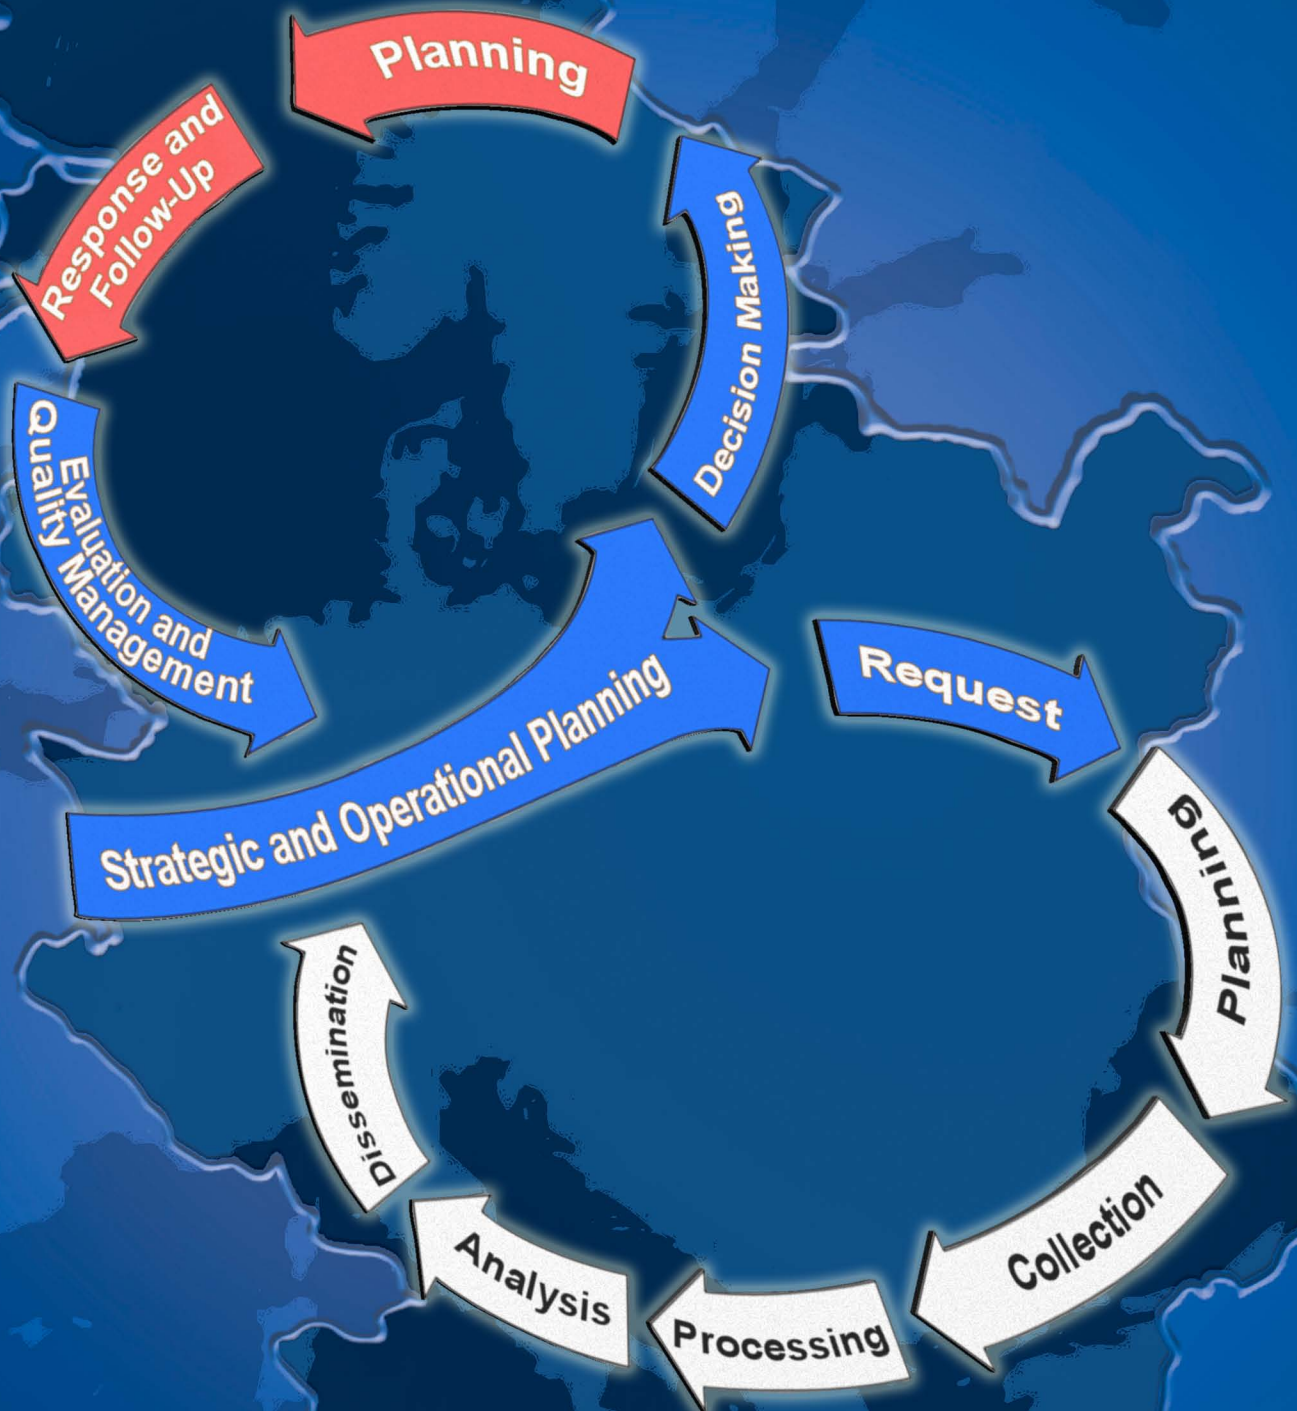 Planning
Response and
Follow-Up
Decision Making
Evaluation and
Quality Management
Strategic and Operational Planning
Request
Planning
Collection
Processing
Analysis
Dissemination